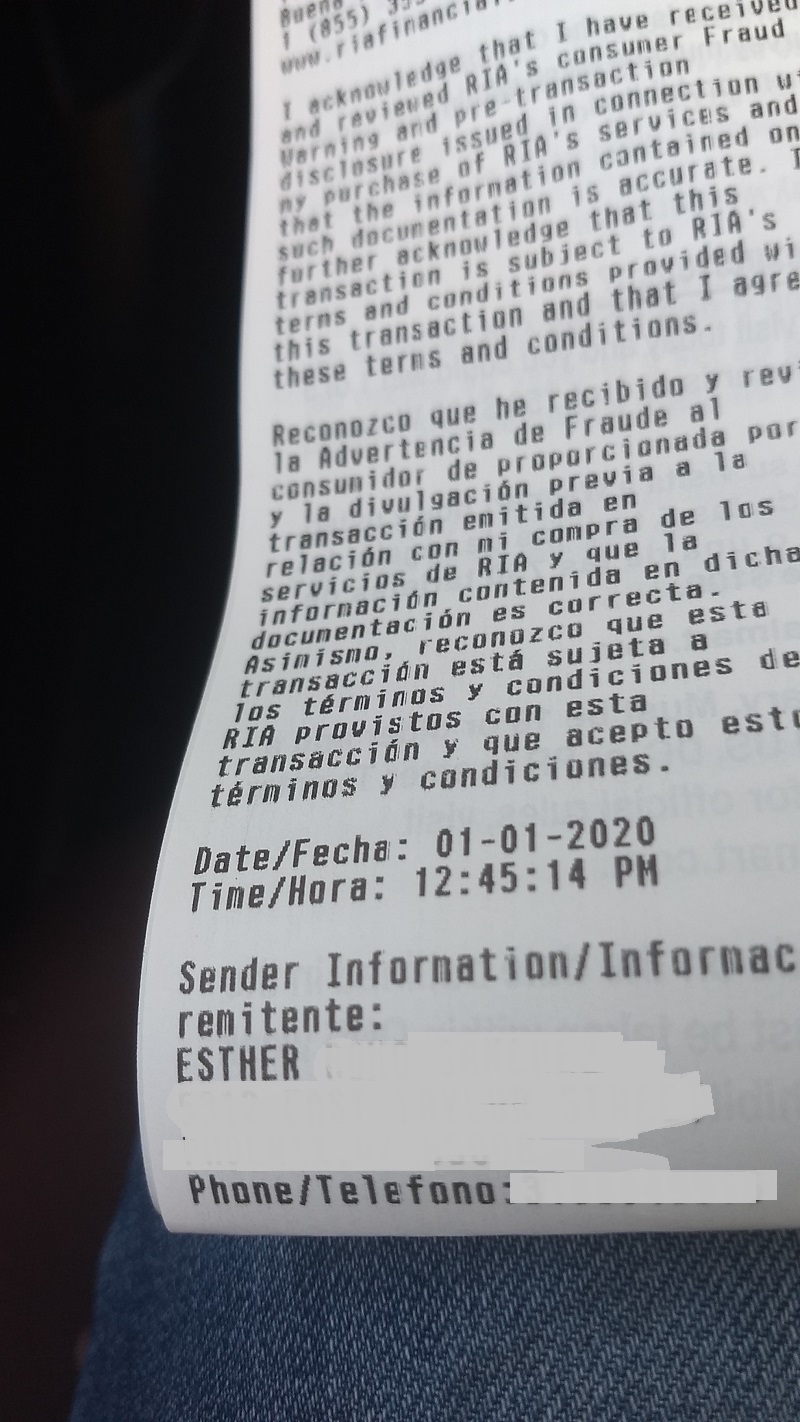 1 (855)
www.riafinancia
I acknowledge that I have received
and reviewed RIA's consumer Fraud
Warning and pre-transaction
disclosure issued in connection
my purchase of RIA's services and
that the information contained on
such documentation is accurate. I
further acknowledge that this
transaction is subject to RIA's
terms and conditions provided wi
this transaction and that I agre
these terms and conditions.
Reconozco que he recibido y revi
la Advertencia de Fraude al
consumidor de proporcionada por
y la divulgación previa a la
transacción emitida en
relación con mi compra de los
servicios de RIA y que la
información contenida en dicha
documentación es correcta.
Asimismo, reconozco que esta
transacción está sujeta a
los términos y condiciones de
RIA provistos con esta
transacción y que acepto esto
términos y condiciones.
Date/Fecha: 01-01-2020
Time/Hora: 12:45:14 PM
Sender Information/Informac
remitente:
ESTHER
Phone/Telefono: